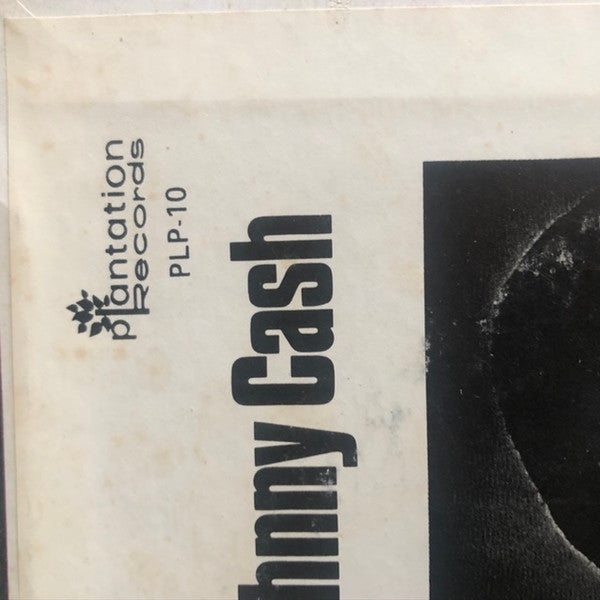 plantation
Records
PLP-10
hnny Cash